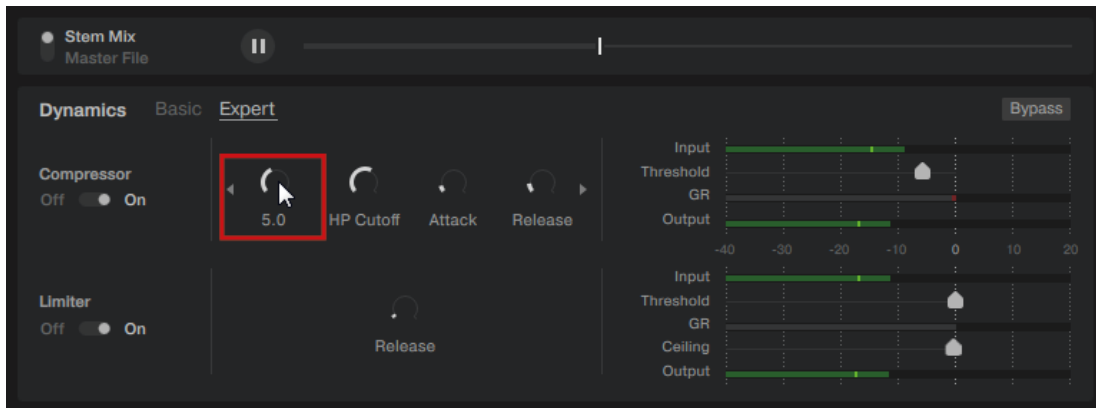 Stem Mix
Master File
Dynamics Basic Expert Bypass
Compressor
Off On
5.0 HP Cutoff Attack Release
Input
Threshold
GR
Output
-40 -30 -20 -10 0 10 20
Limiter
Off On
Release
Input
Threshold
GR
Ceiling
Output